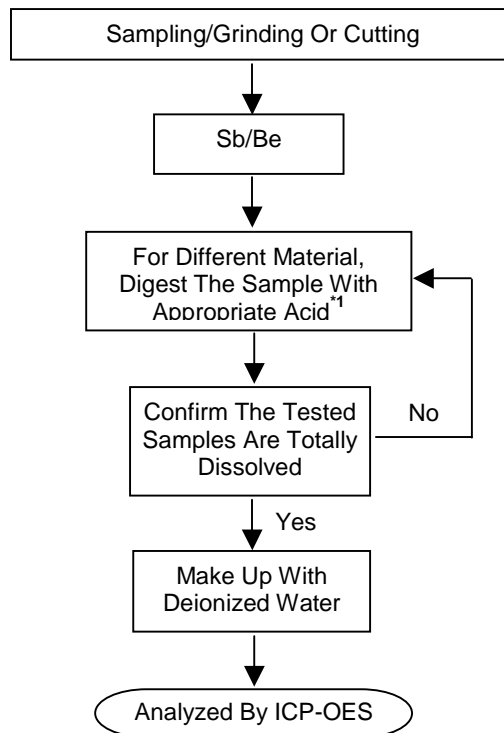 Sampling/Grinding Or Cutting
Sb/Be
For Different Material,
Digest The Sample With
Appropriate Acid*1
Confirm The Tested
Samples Are Totally
Dissolved
No
Yes
Make Up With
Deionized Water
Analyzed By ICP-OES